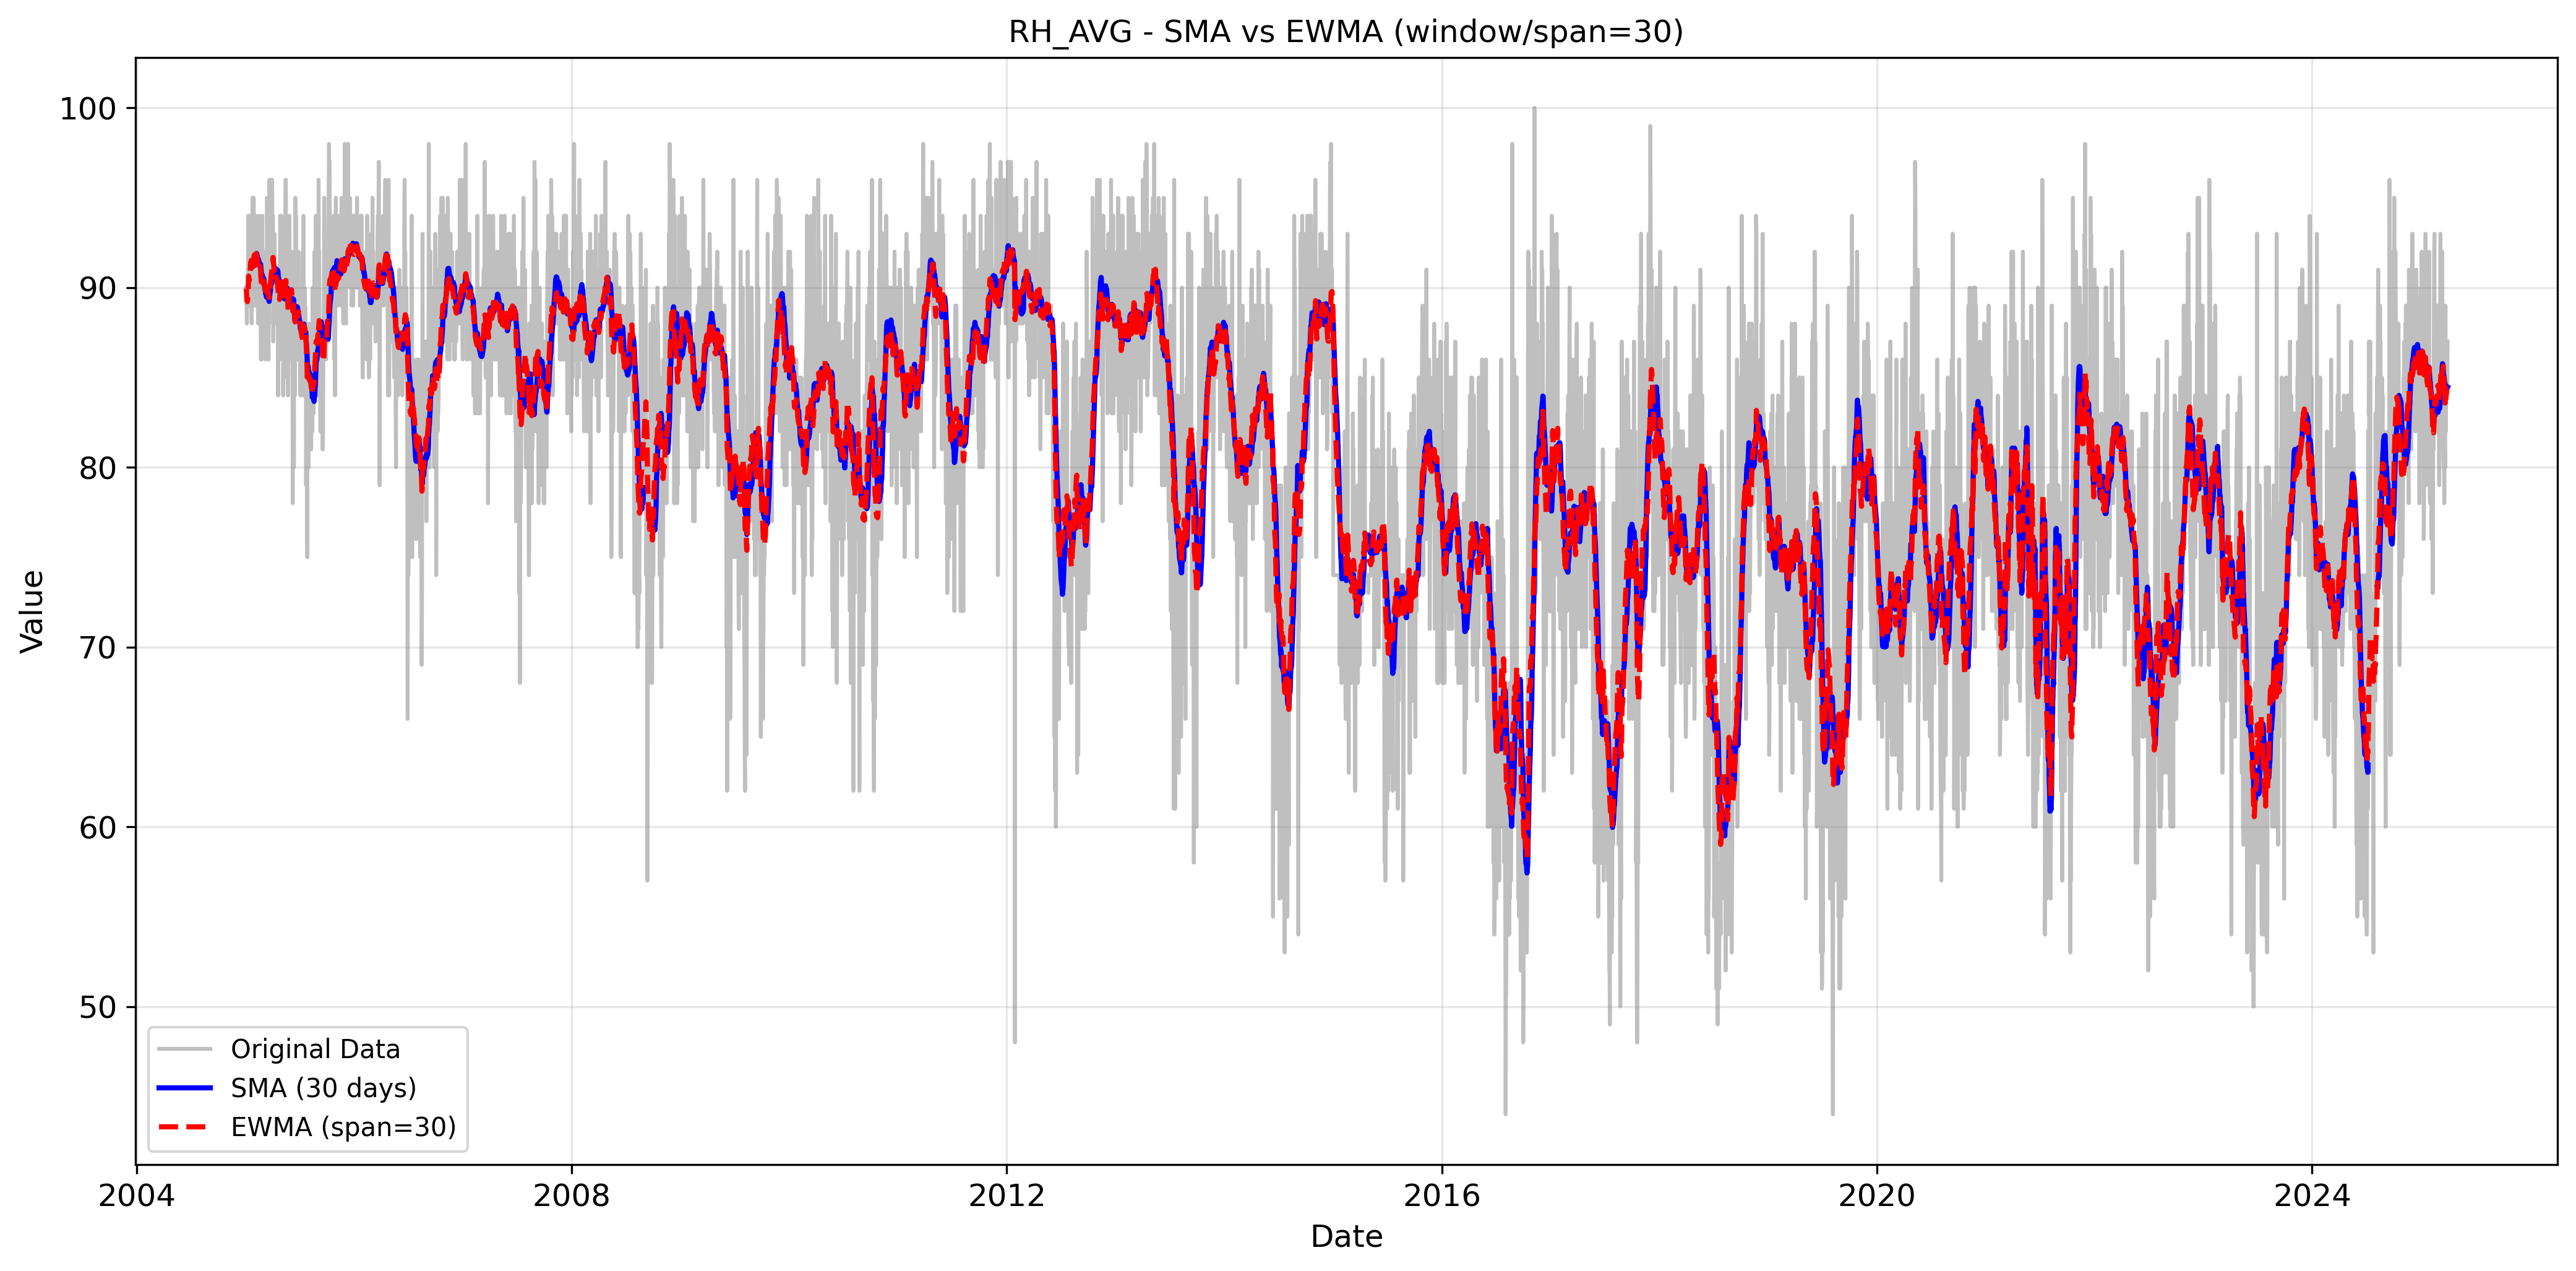 RH_AVG - SMA vs EWMA (window/span=30)
Value
100
90
80
70
60
50
Original Data
SMA (30 days)
EWMA (span=30)
2004 2008 2012 2016 2020 2024
Date